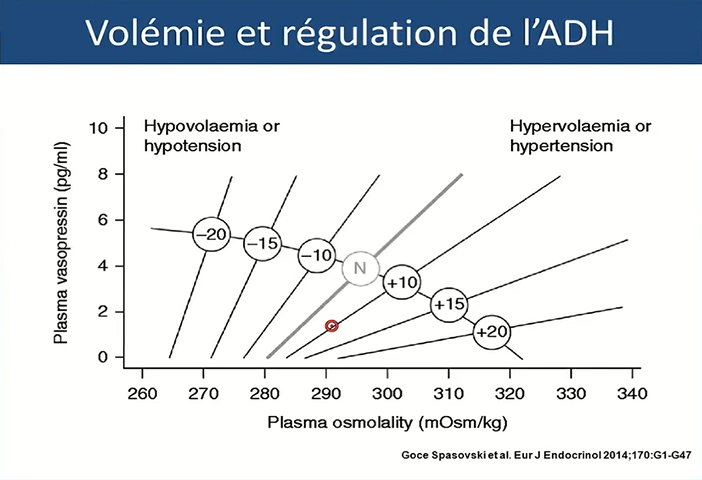 Volémie et régulation de l'ADH
Hypovolaemia or
hypotension
Hypervolaemia or
hypertension
Plasma vasopressin (pg/ml)
10
8
6
4
2
0
−20
−15
−10
N
+10
+15
+20
260 270 280 290 300 310 320 330 340
Plasma osmolality (mOsm/kg)
Goce Spasovski et al. Eur J Endocrinol 2014;170:G1-G47